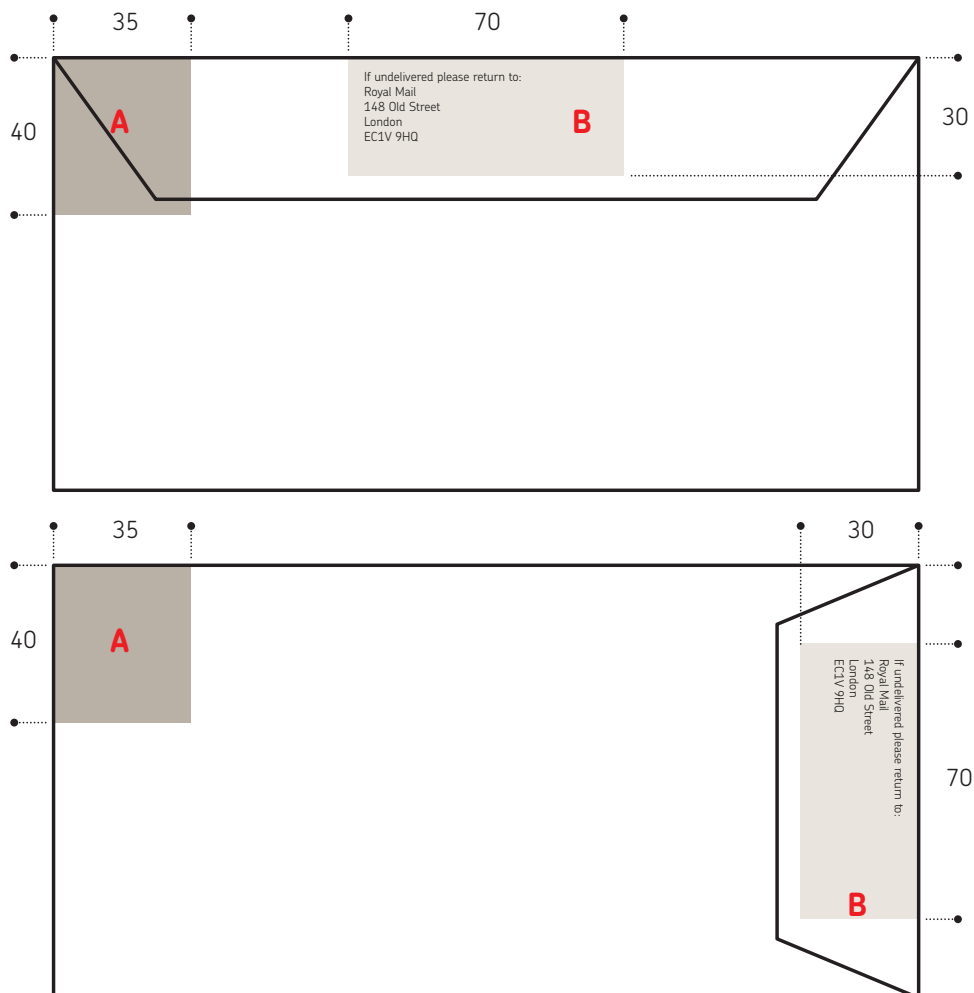 35
70
If undelivered please return to:
Royal Mail
148 Old Street
London
EC1V 9HQ
A
B
40
30
35
30
40
A
If undelivered please return to:
Royal Mail
148 Old Street
London
EC1V 9HQ
70
B